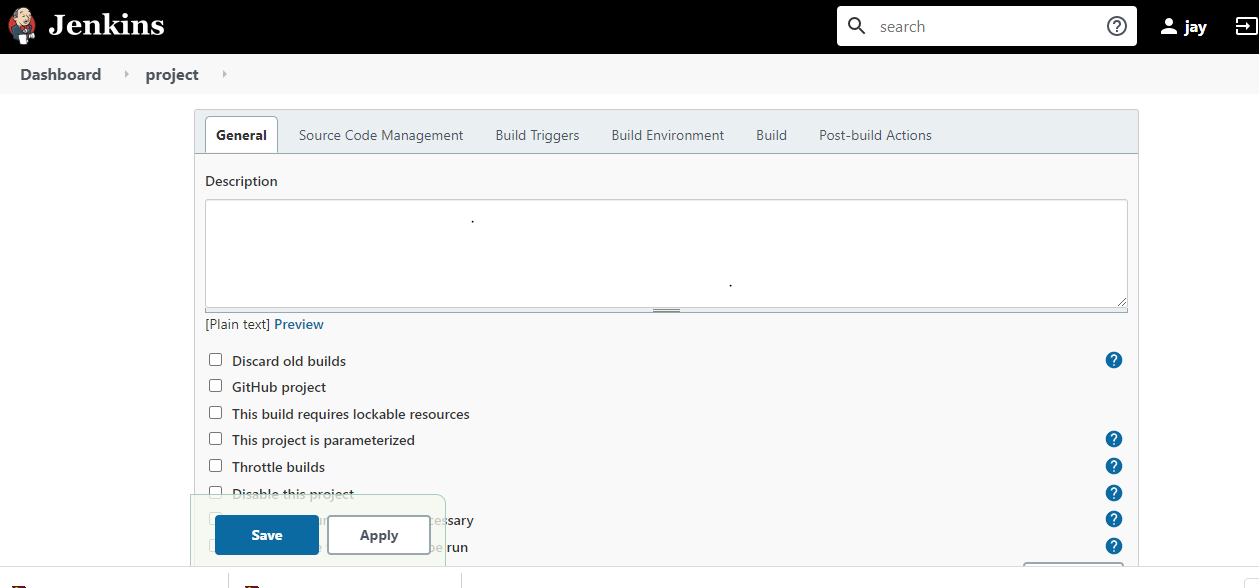 Jenkins
search
jay
Dashboard
project
General Source Code Management Build Triggers Build Environment Build Post-build Actions
Description
[Plain text] Preview
Discard old builds
GitHub project
This build requires lockable resources
This project is parameterized
Throttle builds
Disable this project
run
Save Apply